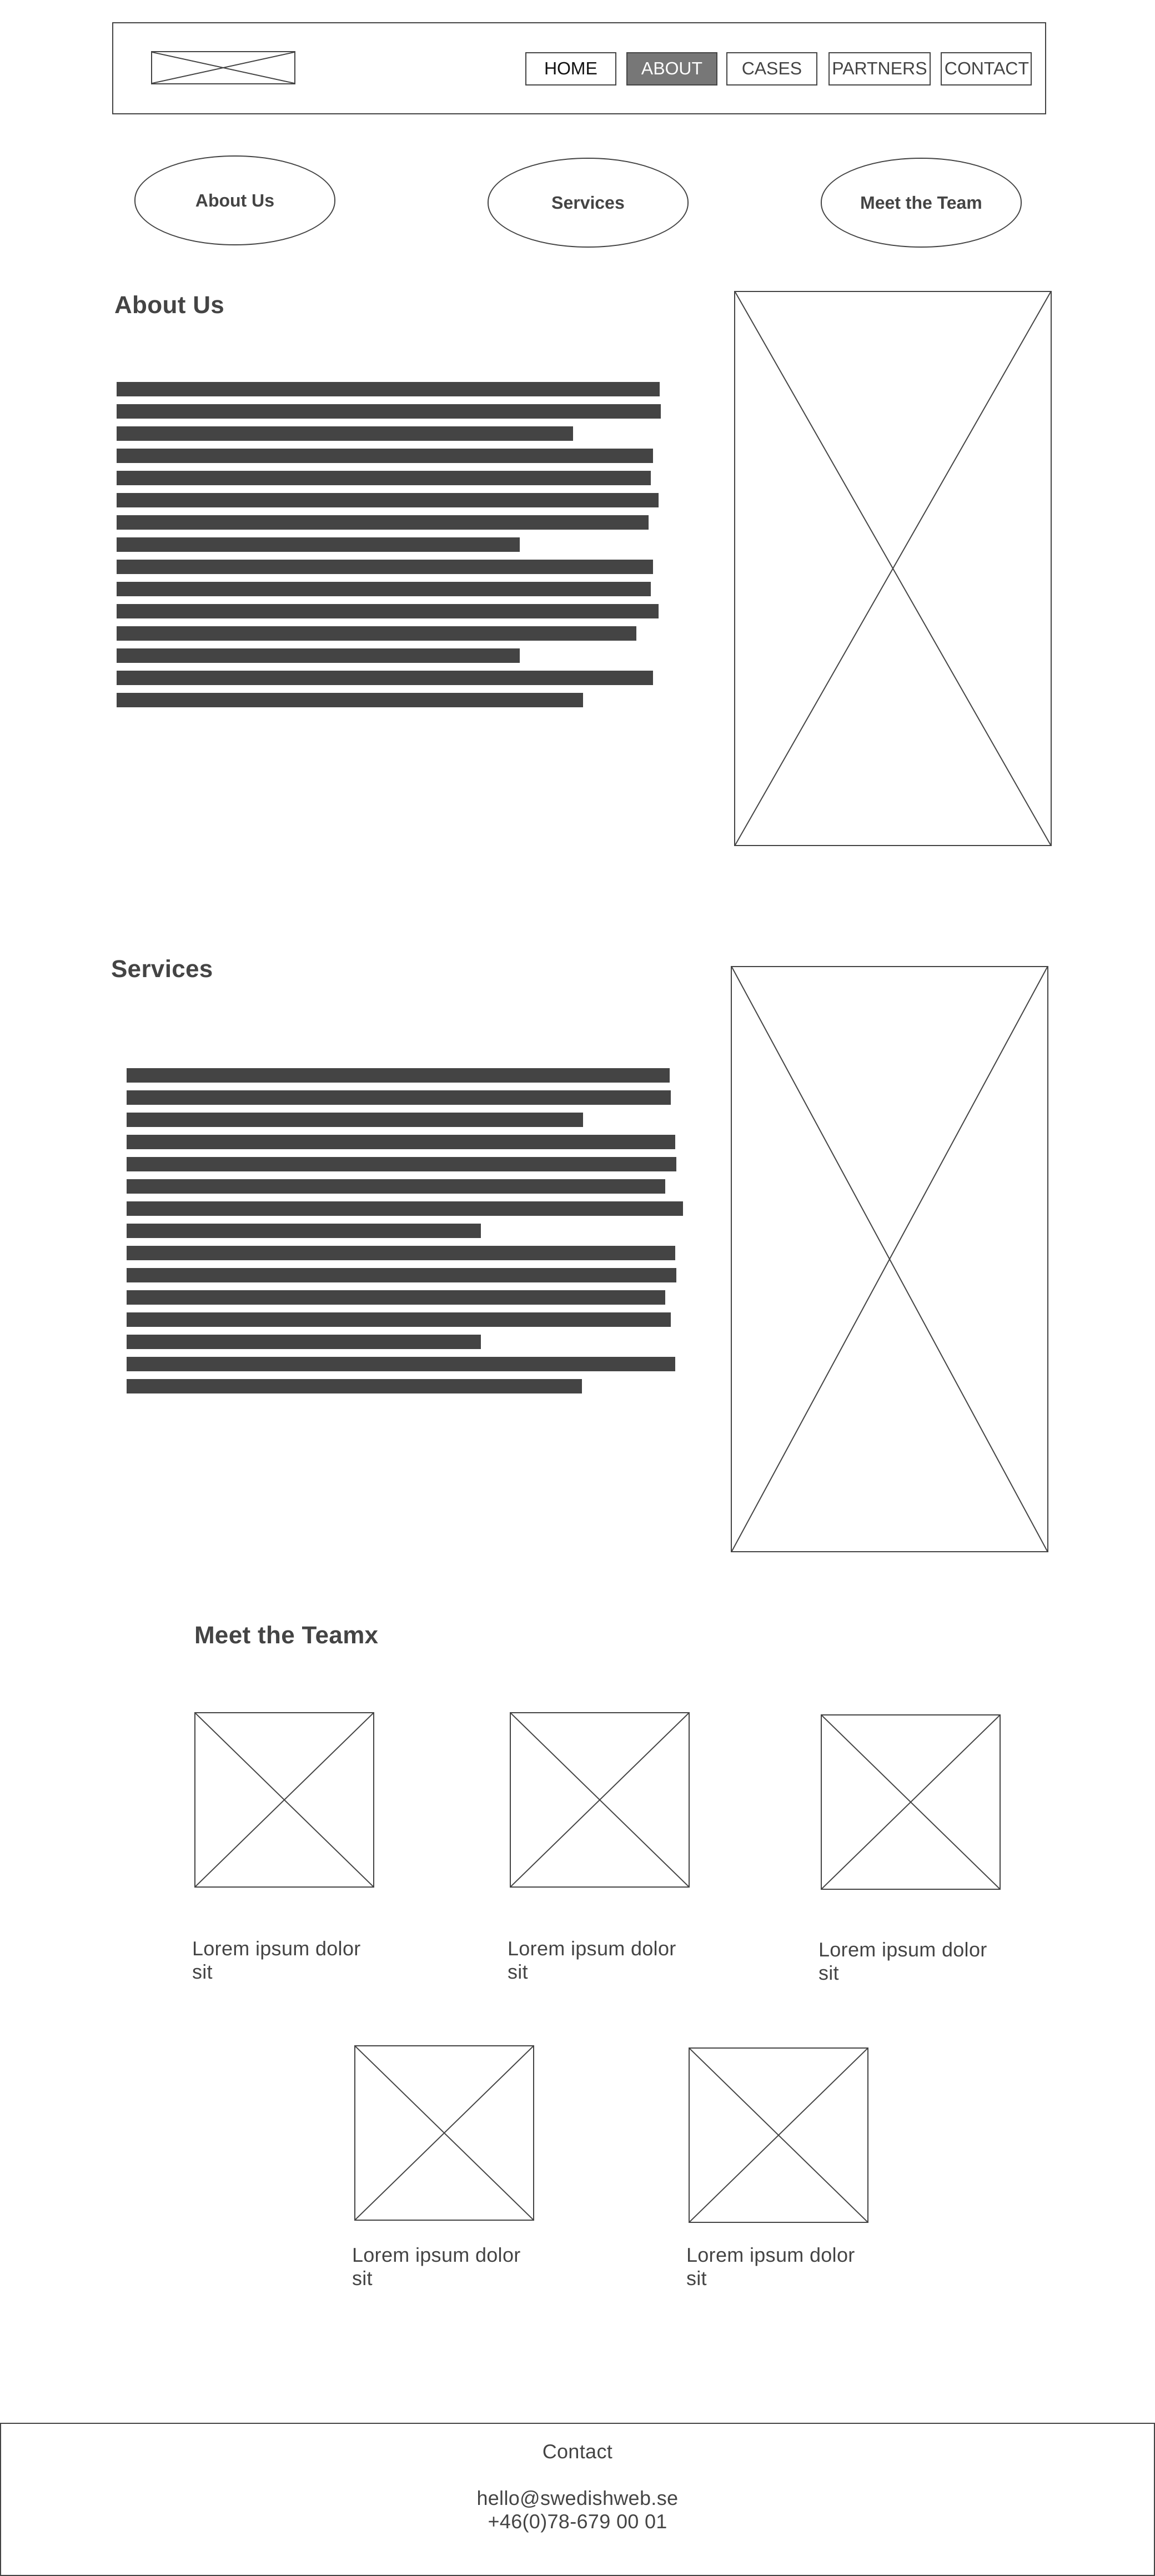 HOME ABOUT CASES PARTNERS CONTACT
About Us Services Meet the Team
About Us
Services
Meet the Teamx
Lorem ipsum dolor
sit
Lorem ipsum dolor
sit
Lorem ipsum dolor
sit
Lorem ipsum dolor
sit
Lorem ipsum dolor
sit
Contact
hello@swedishweb.se
+46(0)78-679 00 01